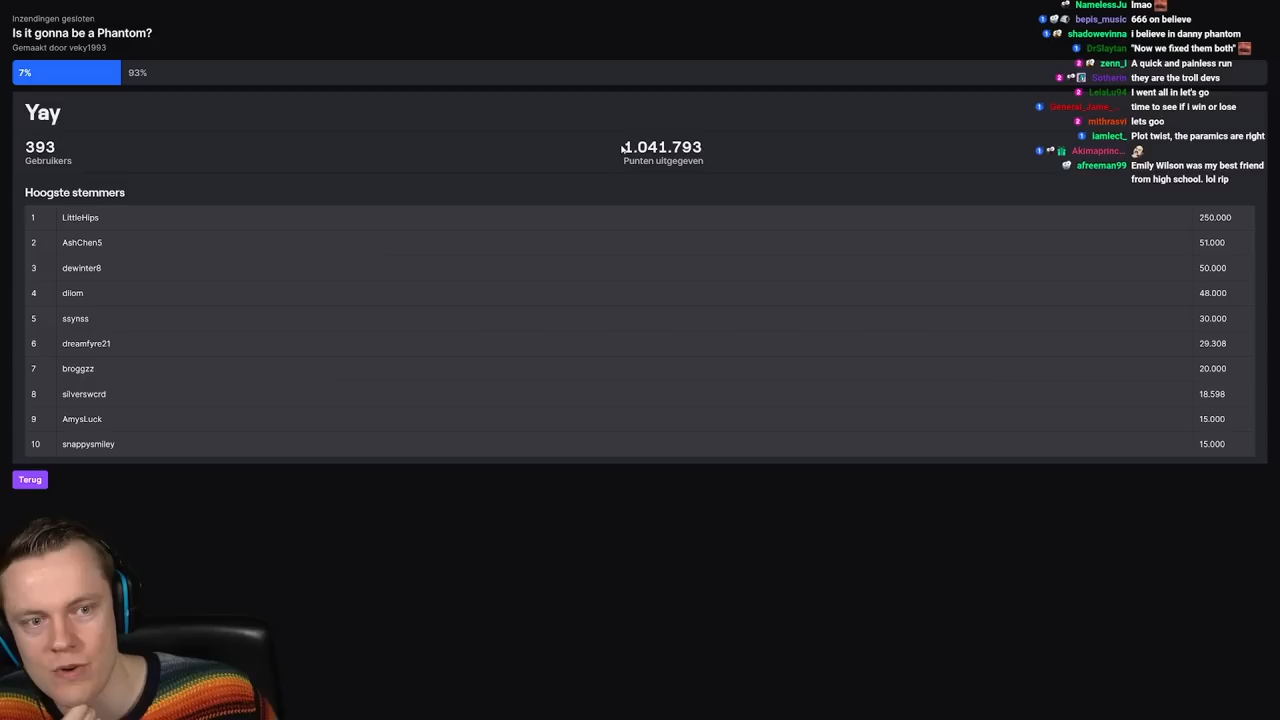 Inzendingen gesloten
Is it gonna be a Phantom?
Gemaakt door veky1993
7%
93%
Yay
393
Gebruikers
1.041.793
Punten uitgegeven
Hoogste stemmers
1 LittleHips 250.000
2 AshChen5 51.000
3 dewinter8 50.000
4 dilom 48.000
5 ssynss 30.000
6 dreamfyre21 29.308
7 broggzz 20.000
8 silverswcrd 18.598
9 AmysLuck 15.000
10 snappysmiley 15.000
Terug
NamelessJu lmao
bepis_music 666 on believe
shadowevinna i believe in danny phantom
DrSlaytan "Now we fixed them both"
zenn_i A quick and painless run
Sotherin they are the troll devs
LelaLu94 I went all in let's go
time to see if i win or lose
mithrasvi lets goo
iamlect_ Plot twist, the paramics are right
Akimaprinc...
afreeman99 Emily Wilson was my best friend
from high school. lol rip